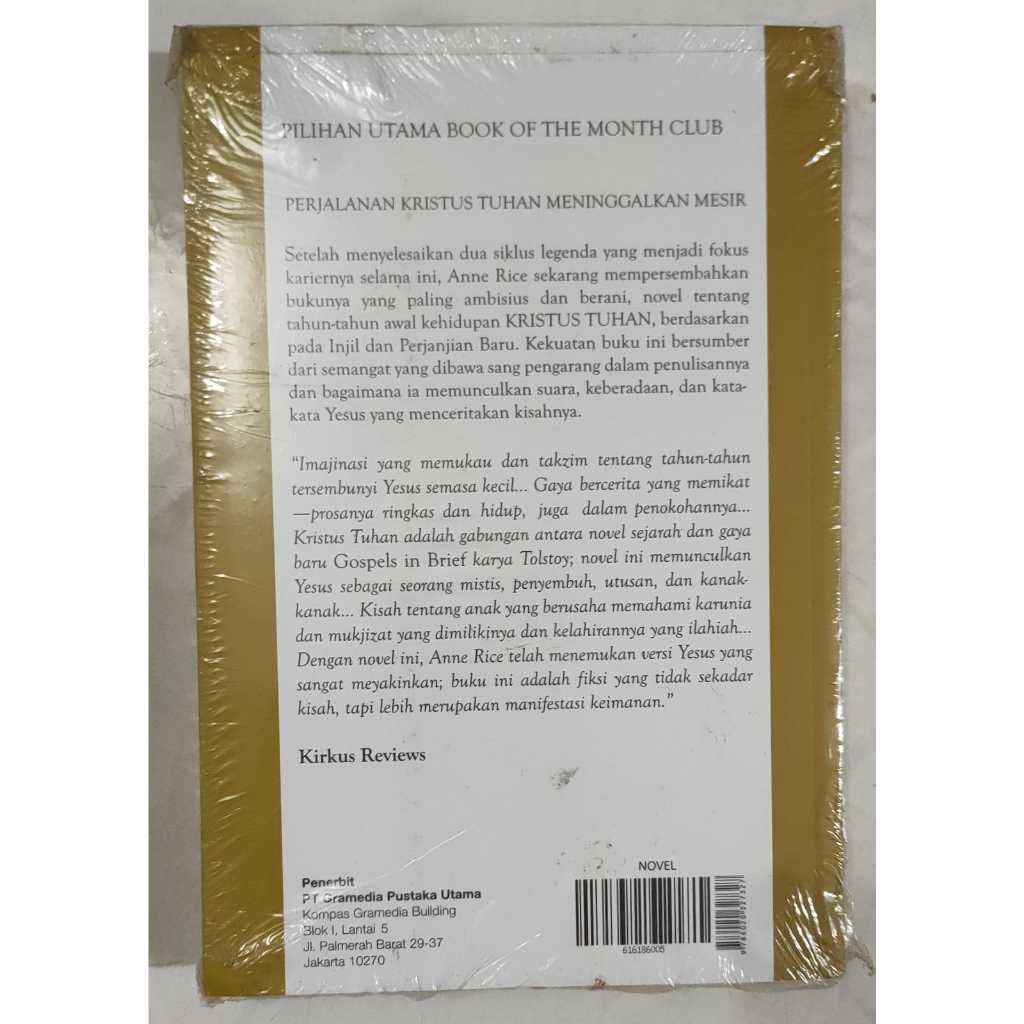 PILIHAN UTAMA BOOK OF THE MONTH CLUB
PERJALANAN KRISTUS TUHAN MENINGGALKAN MESIR
Setelah menyelesaikan dua siklus legenda yang menjadi fokus
kariernya selama ini, Anne Rice sekarang mempersembahkan
bukunya yang paling ambisius dan berani, novel tentang
tahun-tahun awal kehidupan KRISTUS TUHAN, berdasarkan
pada Injil dan Perjanjian Baru. Kekuatan buku ini bersumber
dari semangat yang dibawa sang pengarang dalam penulisannya
dan bagaimana ia memunculkan suara, keberadaan, dan kata-
kata Yesus yang menceritakan kisahnya.
“Imajinasi yang memukau dan takzim tentang tahun-tahun
tersembunyi Yesus semasa kecil... Gaya bercerita yang memikat
—prosanya ringkas dan hidup, juga dalam penokohannya...
Kristus Tuhan adalah gabungan antara novel sejarah dan gaya
baru Gospels in Brief karya Tolstoy; novel ini memunculkan
Yesus sebagai seorang mistis, penyembuh, utusan, dan kanak-
kanak... Kisah tentang anak yang berusaha memahami karunia
dan mukjizat yang dimilikinya dan kelahirannya yang ilahiah...
Dengan novel ini, Anne Rice telah menemukan versi Yesus yang
sangat meyakinkan; buku ini adalah fiksi yang tidak sekadar
kisah, tapi lebih merupakan manifestasi keimanan.”
Kirkus Reviews
Penerbit
PT Gramedia Pustaka Utama
Kompas Gramedia Building
Blok I, Lantai 5
Jl. Palmerah Barat 29-37
Jakarta 10270
NOVEL
616186005